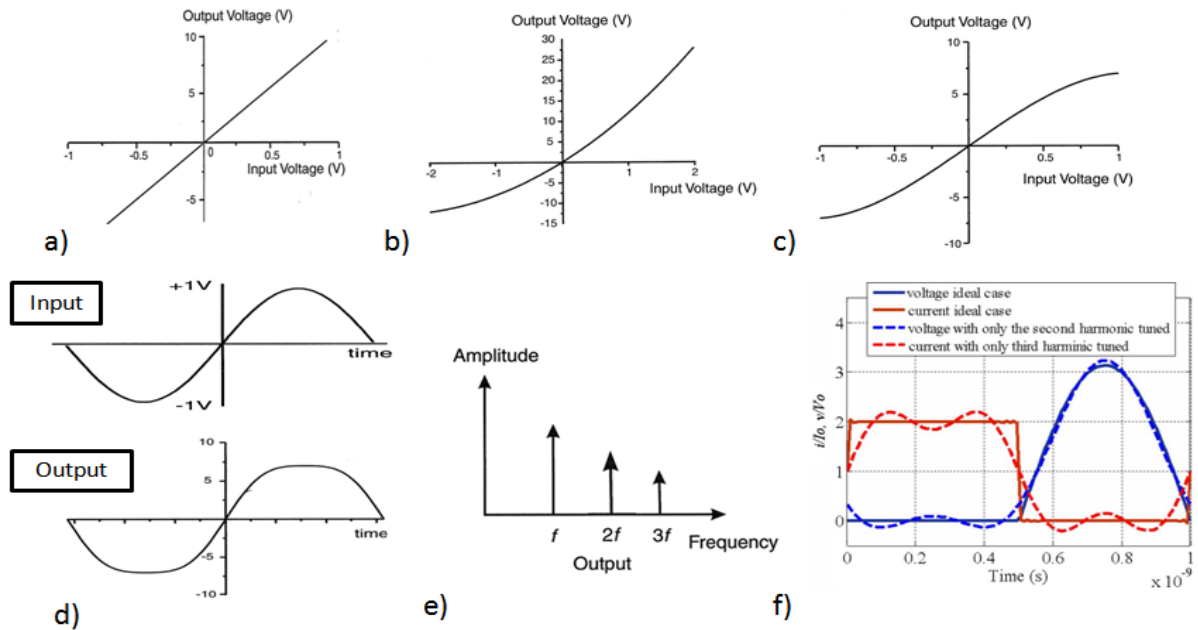 Output Voltage (V)
10
5
-1
-0.5
0
0.5
1
Input Voltage (V)
-5
a)
Output Voltage (V)
30
25
20
15
10
5
-2
-1
1
2
Input Voltage (V)
-5
-10
-15
b)
Output Voltage (V)
10
5
-1
-0.5
0.5
1
Input Voltage (V)
-5
-10
c)
Input
+1V
time
-1V
Output
10
5
time
-5
-10
d)
Amplitude
f 2f 3f
Frequency
Output
e)
voltage ideal case
current ideal case
voltage with only the second harmonic tuned
current with only third harminic tuned
i/Io, v/Vo
4
3
2
1
0
0 0.2 0.4 0.6 0.8 1
Time (s)
x 10-9
f)